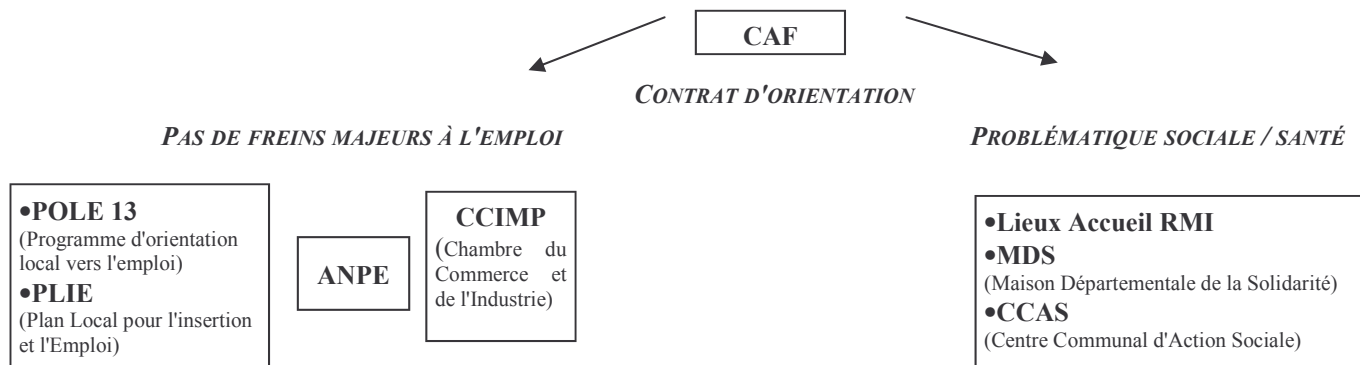 CAF
CONTRAT D'ORIENTATION
PAS DE FREINS MAJEURS À L'EMPLOI
PROBLÉMATIQUE SOCIALE / SANTÉ
•POLE 13
(Programme d'orientation
local vers l'emploi)
•PLIE
(Plan Local pour l'insertion
et l'Emploi)
ANPE
CCIMP
(Chambre du
Commerce et
de l'Industrie)
•Lieux Accueil RMI
•MDS
(Maison Départementale de la Solidarité)
•CCAS
(Centre Communal d'Action Sociale)